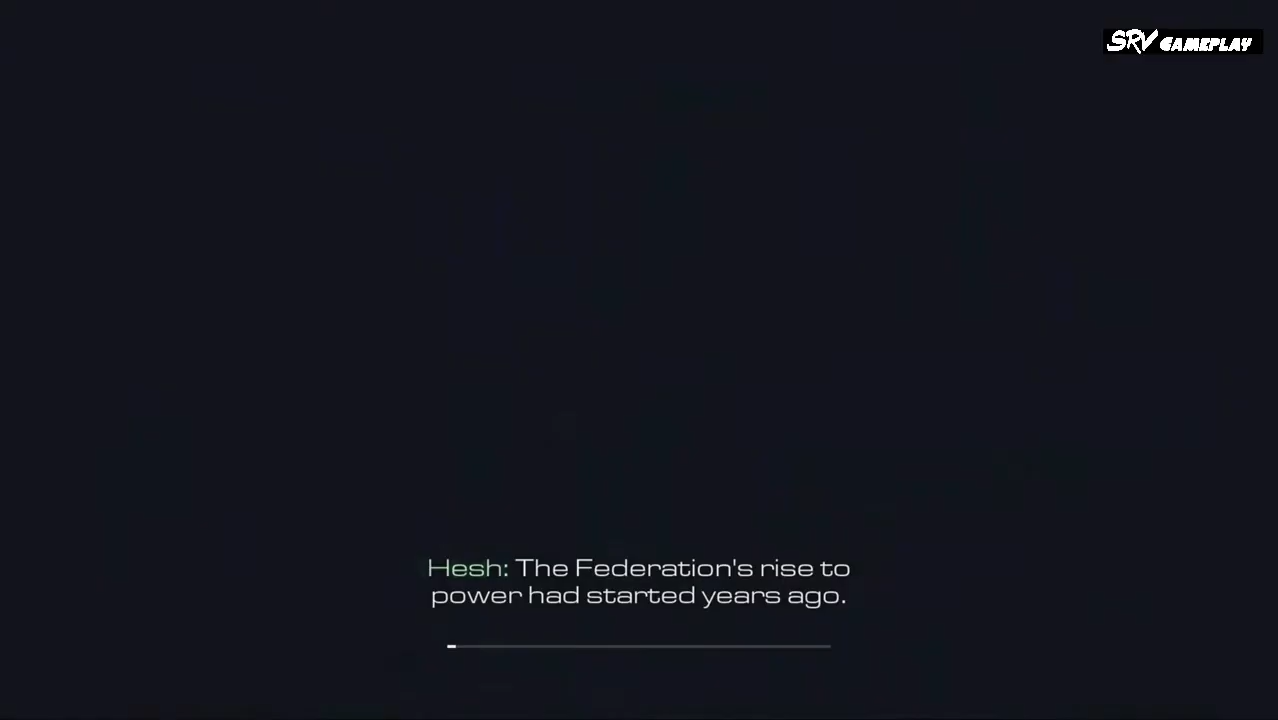 SRV GAMEPLAY
Hesh: The Federation's rise to
power had started years ago.